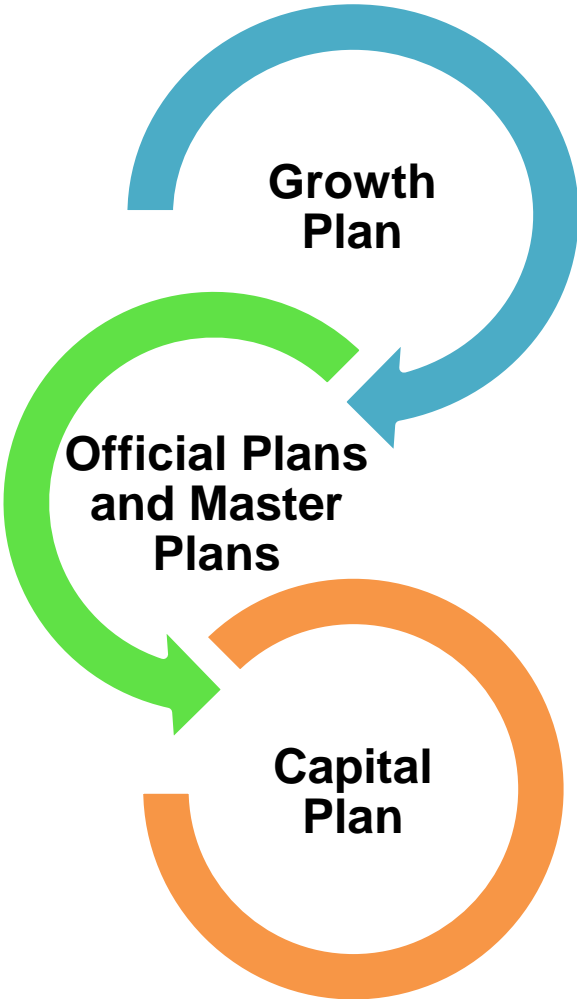 Growth
Plan
Official Plans
and Master
Plans
Capital
Plan